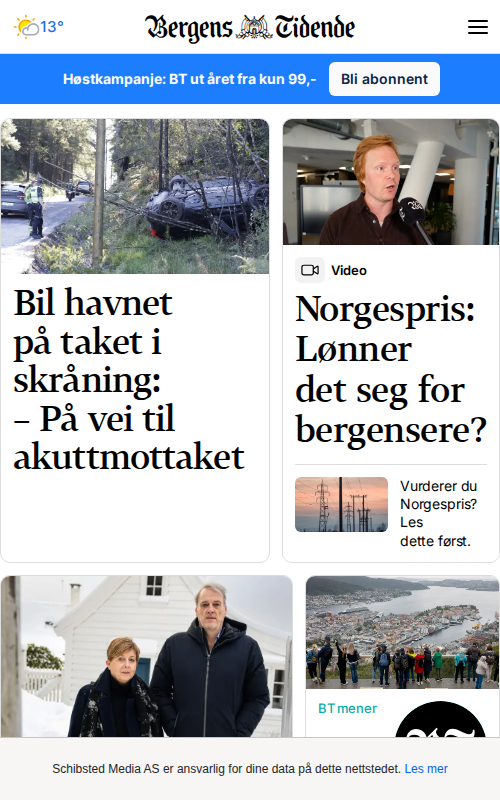 13°
Bergens Tidende
Høstkampanje: BT ut året fra kun 99,-
Bli abonnent
Bil havnet
på taket i
skråning:
– På vei til
akuttmottaket
Video
Norgespris:
Lønner
det seg for
bergensere?
Vurderer du
Norgespris?
Les
dette først.
BT mener
Schibsted Media AS er ansvarlig for dine data på dette nettstedet. Les mer